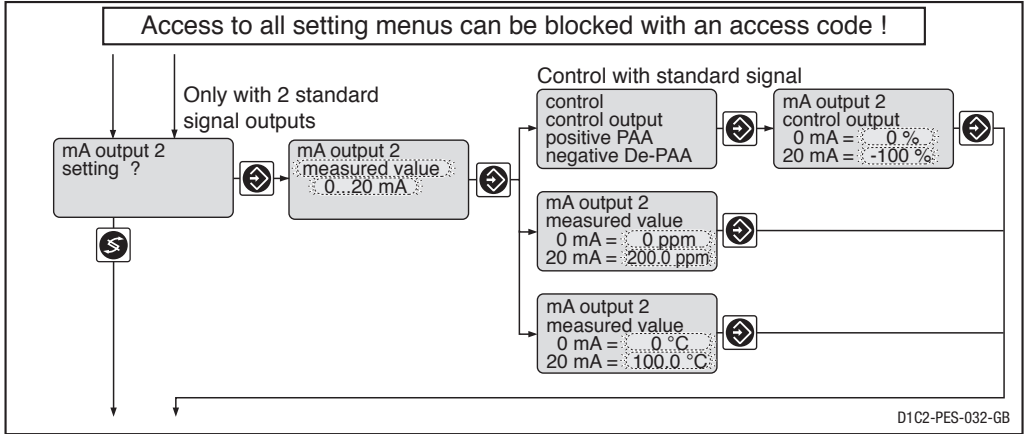 Access to all setting menus can be blocked with an access code !
Only with 2 standard
signal outputs
mA output 2
setting ?
mA output 2
measured value
0...20 mA
Control with standard signal
control
control output
positive PAA
negative De-PAA
mA output 2
control output
0 mA = 0 %
20 mA = -100 %
mA output 2
measured value
0 mA = 0 ppm
20 mA = 200.0 ppm
mA output 2
measured value
0 mA = 0 °C
20 mA = 100.0 °C
D1C2-PES-032-GB